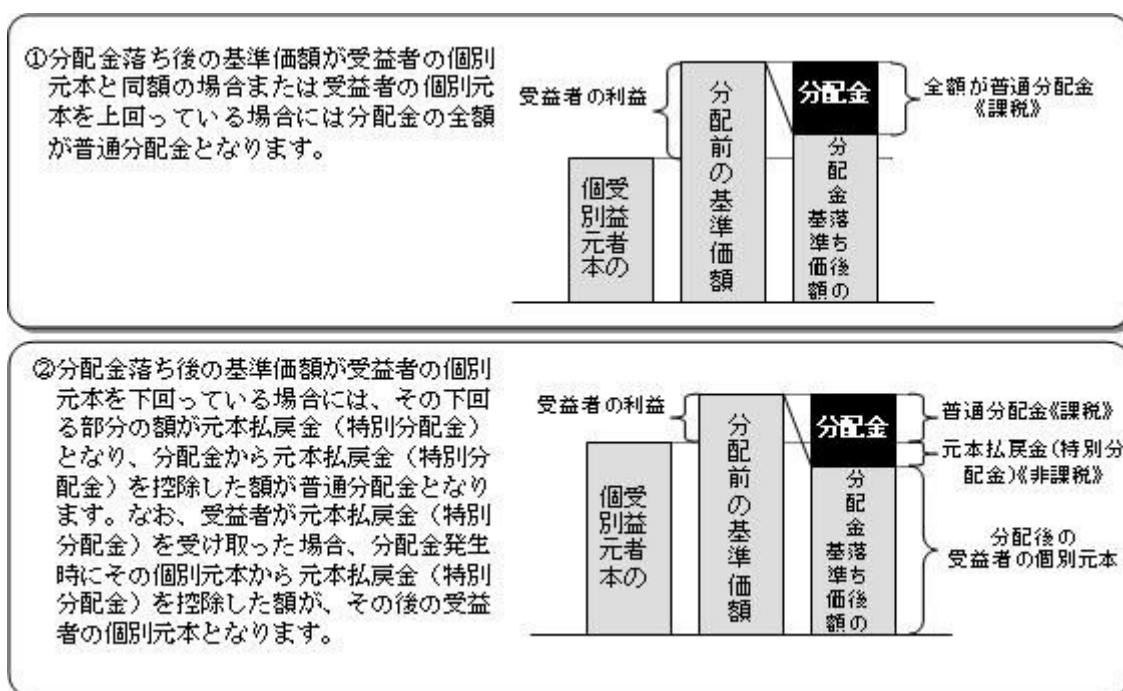 ①分配金落ち後の基準価額が受益者の個別
元本と同額の場合または受益者の個別元
本を上回っている場合には分配金の全額
が普通分配金となります。
受益者の利益
受益者の
個別元本
分配前の基準価額
分配金
分配金落ち後の
基準価額
全額が普通分配金
《課税》
②分配金落ち後の基準価額が受益者の個別
元本を下回っている場合には、その下回
る部分の額が元本払戻金（特別分配金）
となり、分配金から元本払戻金（特別分
配金）を控除した額が普通分配金となり
ます。なお、受益者が元本払戻金（特別
分配金）を受け取った場合、分配金発生
時にその個別元本から元本払戻金（特別
分配金）を控除した額が、その後の受益
者の個別元本となります。
受益者の利益
受益者の
個別元本
分配前の基準価額
分配金
分配金落ち後の
基準価額
普通分配金《課税》
元本払戻金(特別分
配金)《非課税》
分配後の
受益者の個別元本